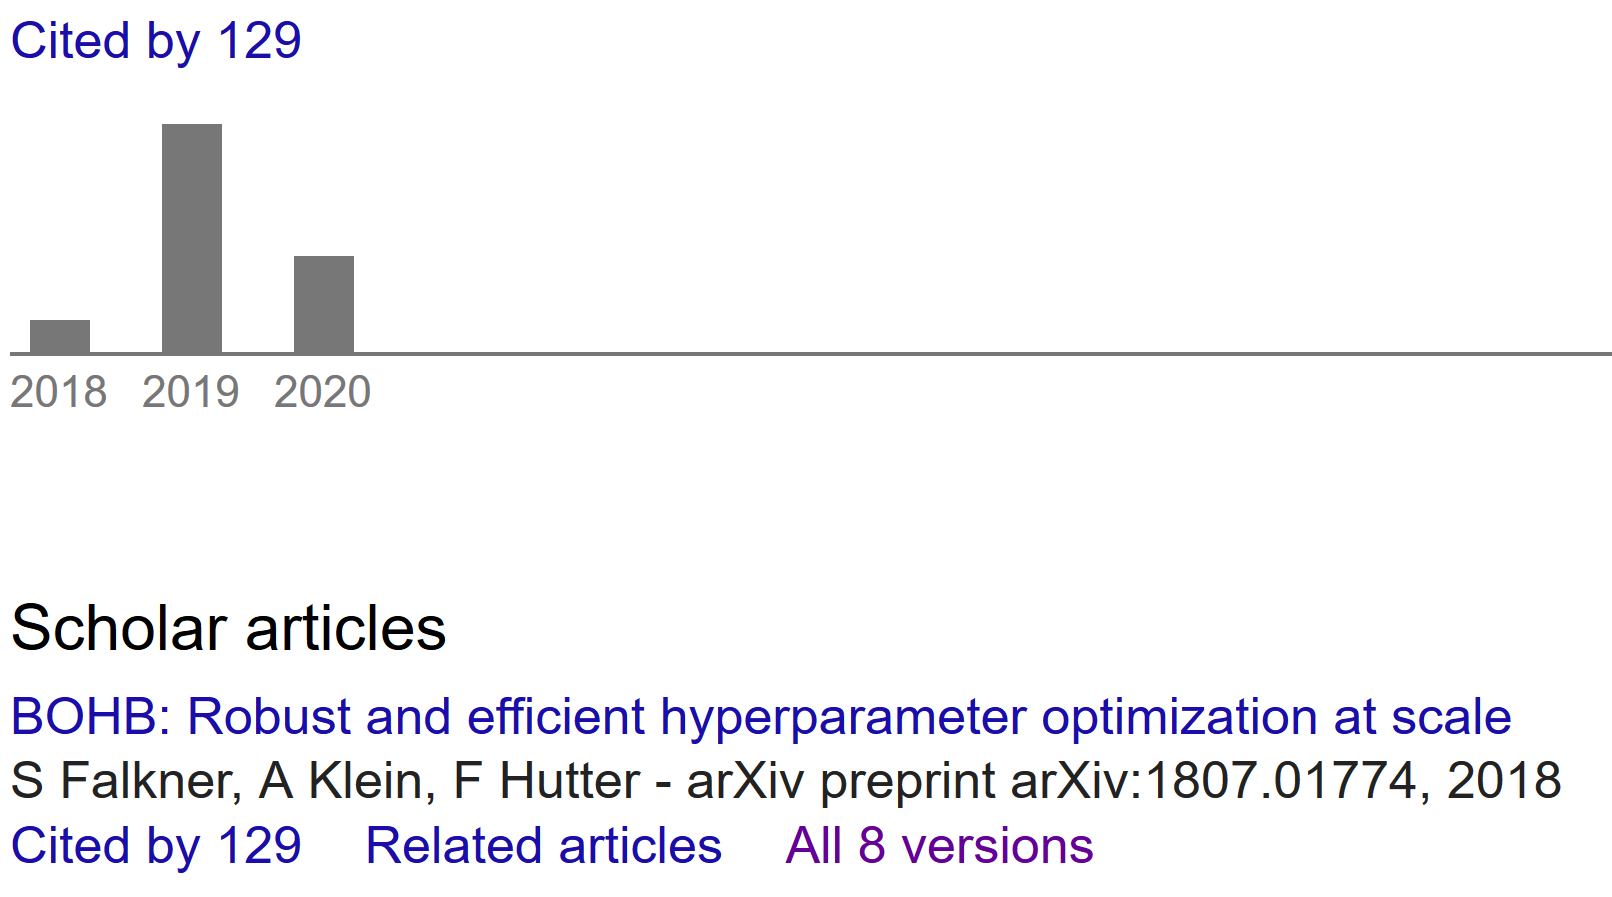 Cited by 129
2018 2019 2020
Scholar articles
BOHB: Robust and efficient hyperparameter optimization at scale
S Falkner, A Klein, F Hutter - arXiv preprint arXiv:1807.01774, 2018
Cited by 129 Related articles All 8 versions